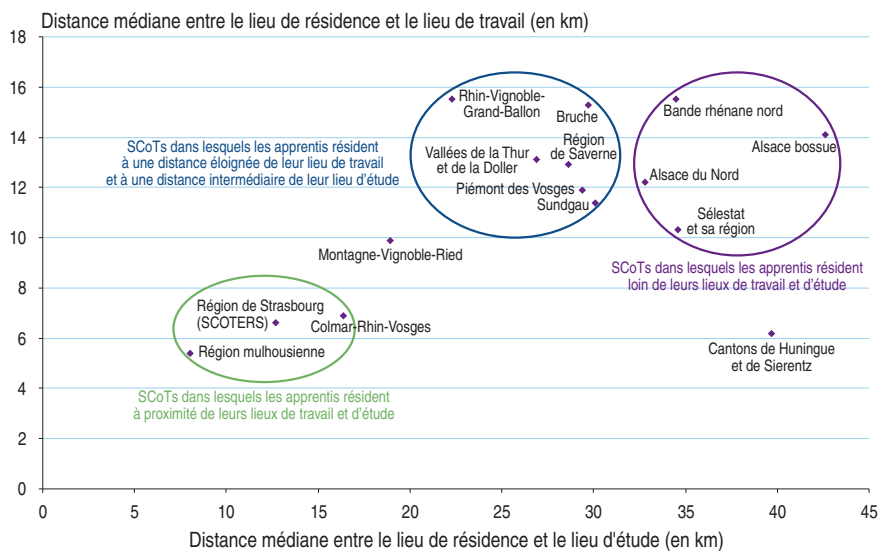 Distance médiane entre le lieu de résidence et le lieu de travail (en km)
18
16
14
12
10
8
6
4
2
0
Rhin-Vignoble-
Grand-Ballon
Bruche
Bande rhénane nord
Alsace bossue
SCoTs dans lesquels les apprentis résident
à une distance éloignée de leur lieu de travail
et à une distance intermédiaire de leur lieu d'étude
Vallées de la Thur
et de la Doller
Région
de Saverne
Piémont des Vosges
Sundgau
Alsace du Nord
Sélestat
et sa région
Montagne-Vignoble-Ried
SCoTs dans lesquels les apprentis résident
loin de leurs lieux de travail et d'étude
Région de Strasbourg
(SCOTERS)
Colmar-Rhin-Vosges
Région mulhousienne
Cantons de Huningue
et de Sierentz
SCoTs dans lesquels les apprentis résident
à proximité de leurs lieux de travail et d'étude
0 5 10 15 20 25 30 35 40 45
Distance médiane entre le lieu de résidence et le lieu d'étude (en km)